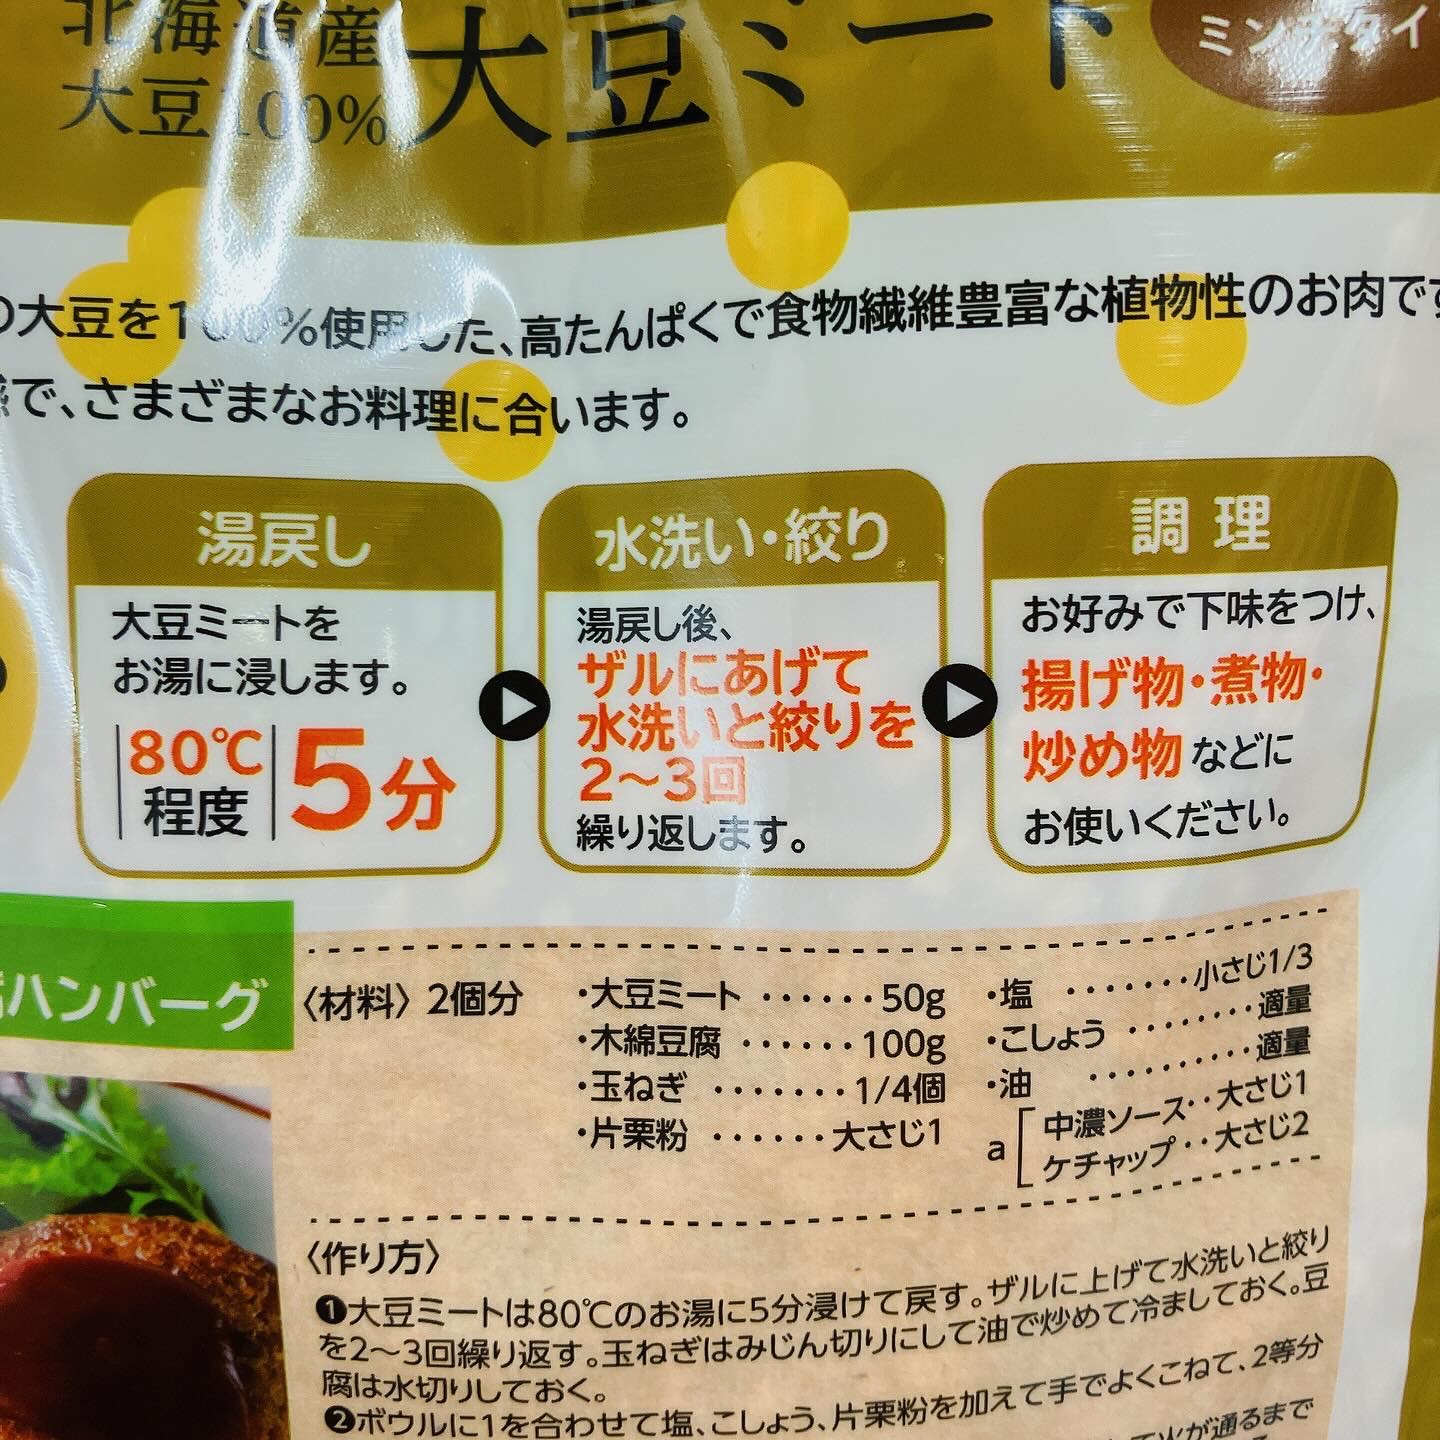 北海道産
大豆100%
大豆ミート
ミンチタイ
の大豆を100%使用した、高たんぱくで食物繊維豊富な植物性のお肉です
感で、さまざまなお料理に合います。
湯戻し
大豆ミートを
お湯に浸します。
80℃
程度
5分
水洗い・絞り
湯戻し後、
ザルにあげて
水洗いと絞りを
2〜3回
繰り返します。
調理
お好みで下味をつけ、
揚げ物・煮物・
炒め物などに
お使いください。
ハンバーグ
〈材料〉2個分
・大豆ミート ······50g
・木綿豆腐 ······100g
・玉ねぎ ·······1/4個
・片栗粉 ······大さじ1
・塩 ·······小さじ1/3
・こしょう ········適量
・油 ··········適量
a
中濃ソース··大さじ1
ケチャップ··大さじ2
〈作り方〉
❶大豆ミートは80℃のお湯に5分浸けて戻す。ザルに上げて水洗いと絞り
を2〜3回繰り返す。玉ねぎはみじん切りにして油で炒めて冷ましておく。豆
腐は水切りしておく。
❷ボウルに1を合わせて塩、こしょう、片栗粉を加えて手でよくこねて、2等分
て火が通るまで